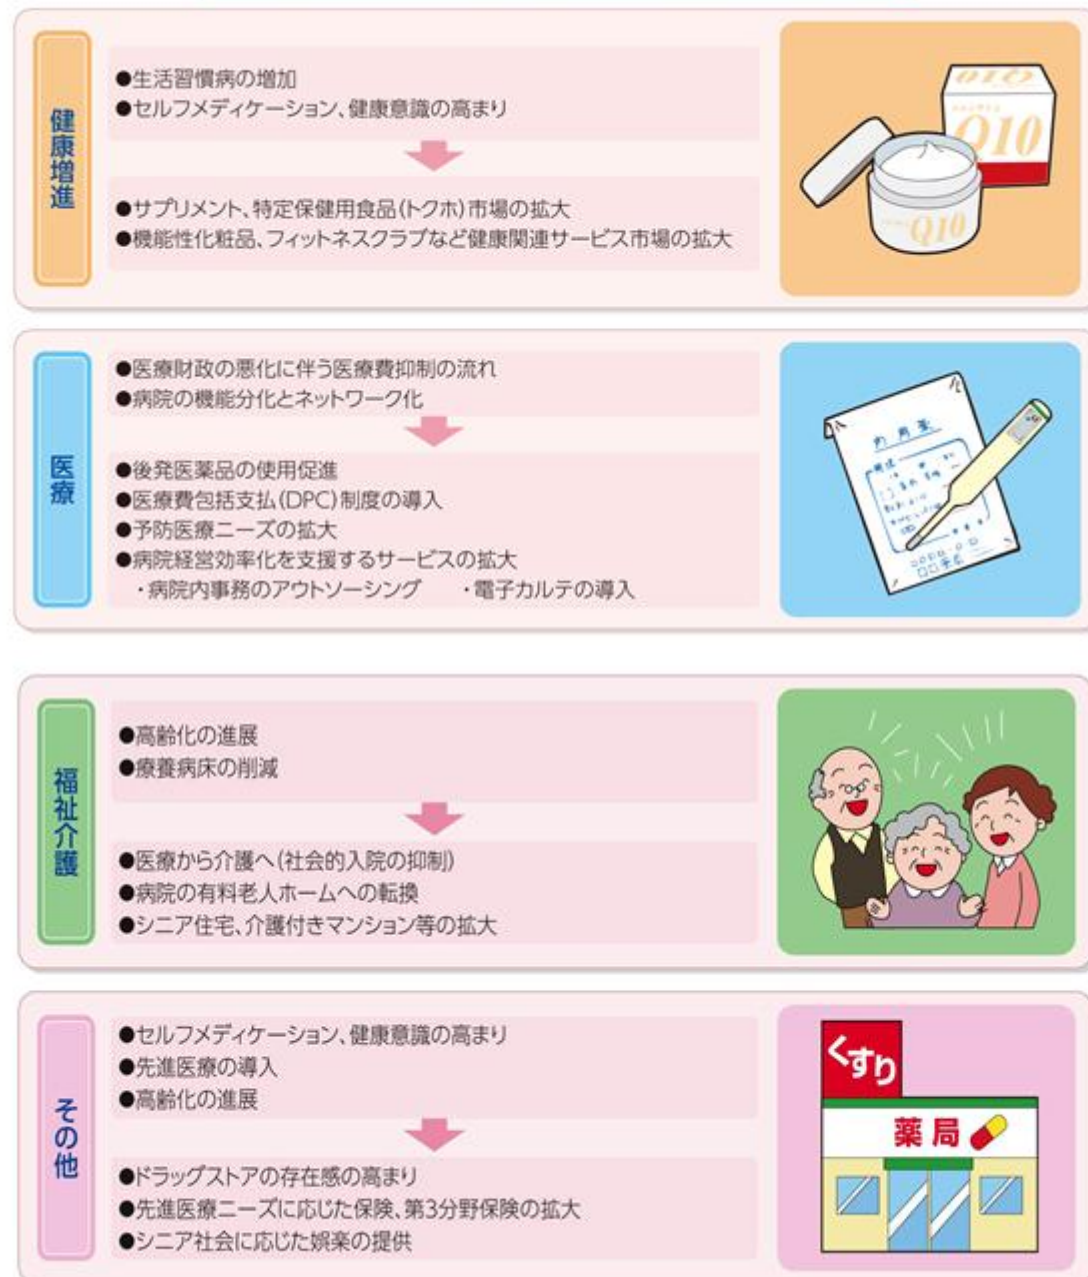 健康増進
●生活習慣病の増加
●セルフメディケーション、健康意識の高まり
●サプリメント、特定保健用食品(トクホ)市場の拡大
●機能性化粧品、フィットネスクラブなど健康関連サービス市場の拡大
Q10
Q10
Q10
医療
●医療財政の悪化に伴う医療費抑制の流れ
●病院の機能分化とネットワーク化
●後発医薬品の使用促進
●医療費包括支払(DPC)制度の導入
●予防医療ニーズの拡大
●病院経営効率化を支援するサービスの拡大
・病院内事務のアウトソーシング ・電子カルテの導入
内用薬
福祉介護
●高齢化の進展
●療養病床の削減
●医療から介護へ(社会的入院の抑制)
●病院の有料老人ホームへの転換
●シニア住宅、介護付きマンション等の拡大
その他
●セルフメディケーション、健康意識の高まり
●先進医療の導入
●高齢化の進展
●ドラッグストアの存在感の高まり
●先進医療ニーズに応じた保険、第3分野保険の拡大
●シニア社会に応じた娯楽の提供
くすり
薬局